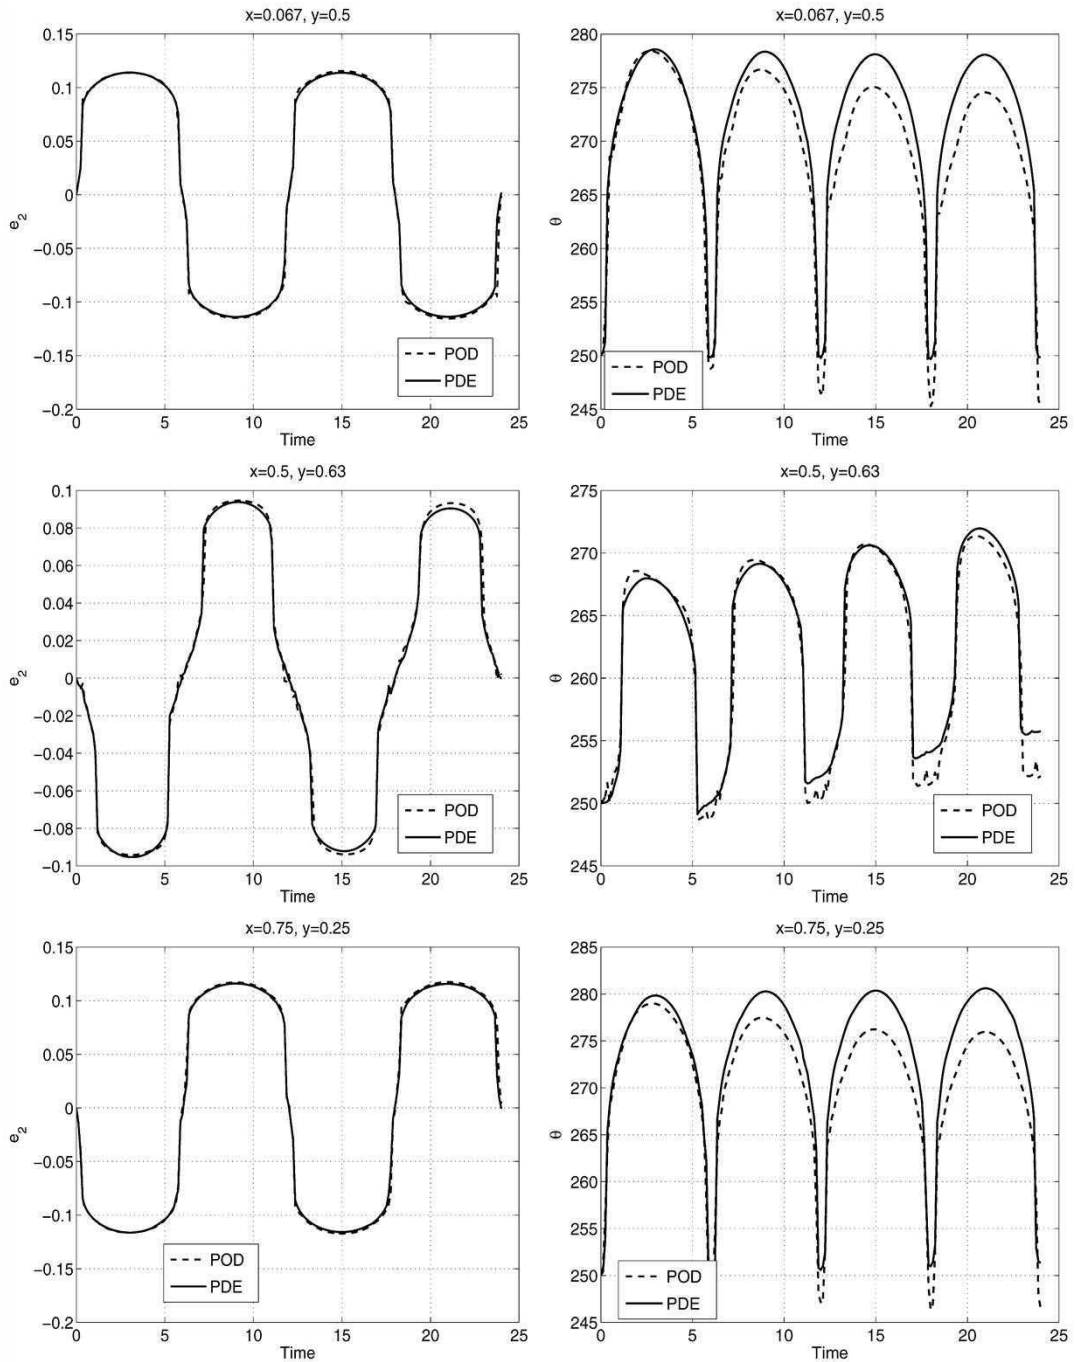 x=0.067, y=0.5
0.15
0.1
0.05
0
−0.05
−0.1
−0.15
−0.2
e2
0 5 10 15 20 25
Time
POD
PDE
x=0.067, y=0.5
280
275
270
265
260
255
250
245
θ
0 5 10 15 20 25
Time
POD
PDE
x=0.5, y=0.63
0.1
0.08
0.06
0.04
0.02
0
−0.02
−0.04
−0.06
−0.08
−0.1
e2
0 5 10 15 20 25
Time
POD
PDE
x=0.5, y=0.63
275
270
265
260
255
250
245
θ
0 5 10 15 20 25
Time
POD
PDE
x=0.75, y=0.25
0.15
0.1
0.05
0
−0.05
−0.1
−0.15
−0.2
e2
0 5 10 15 20 25
Time
POD
PDE
x=0.75, y=0.25
285
280
275
270
265
260
255
250
245
θ
0 5 10 15 20 25
Time
POD
PDE